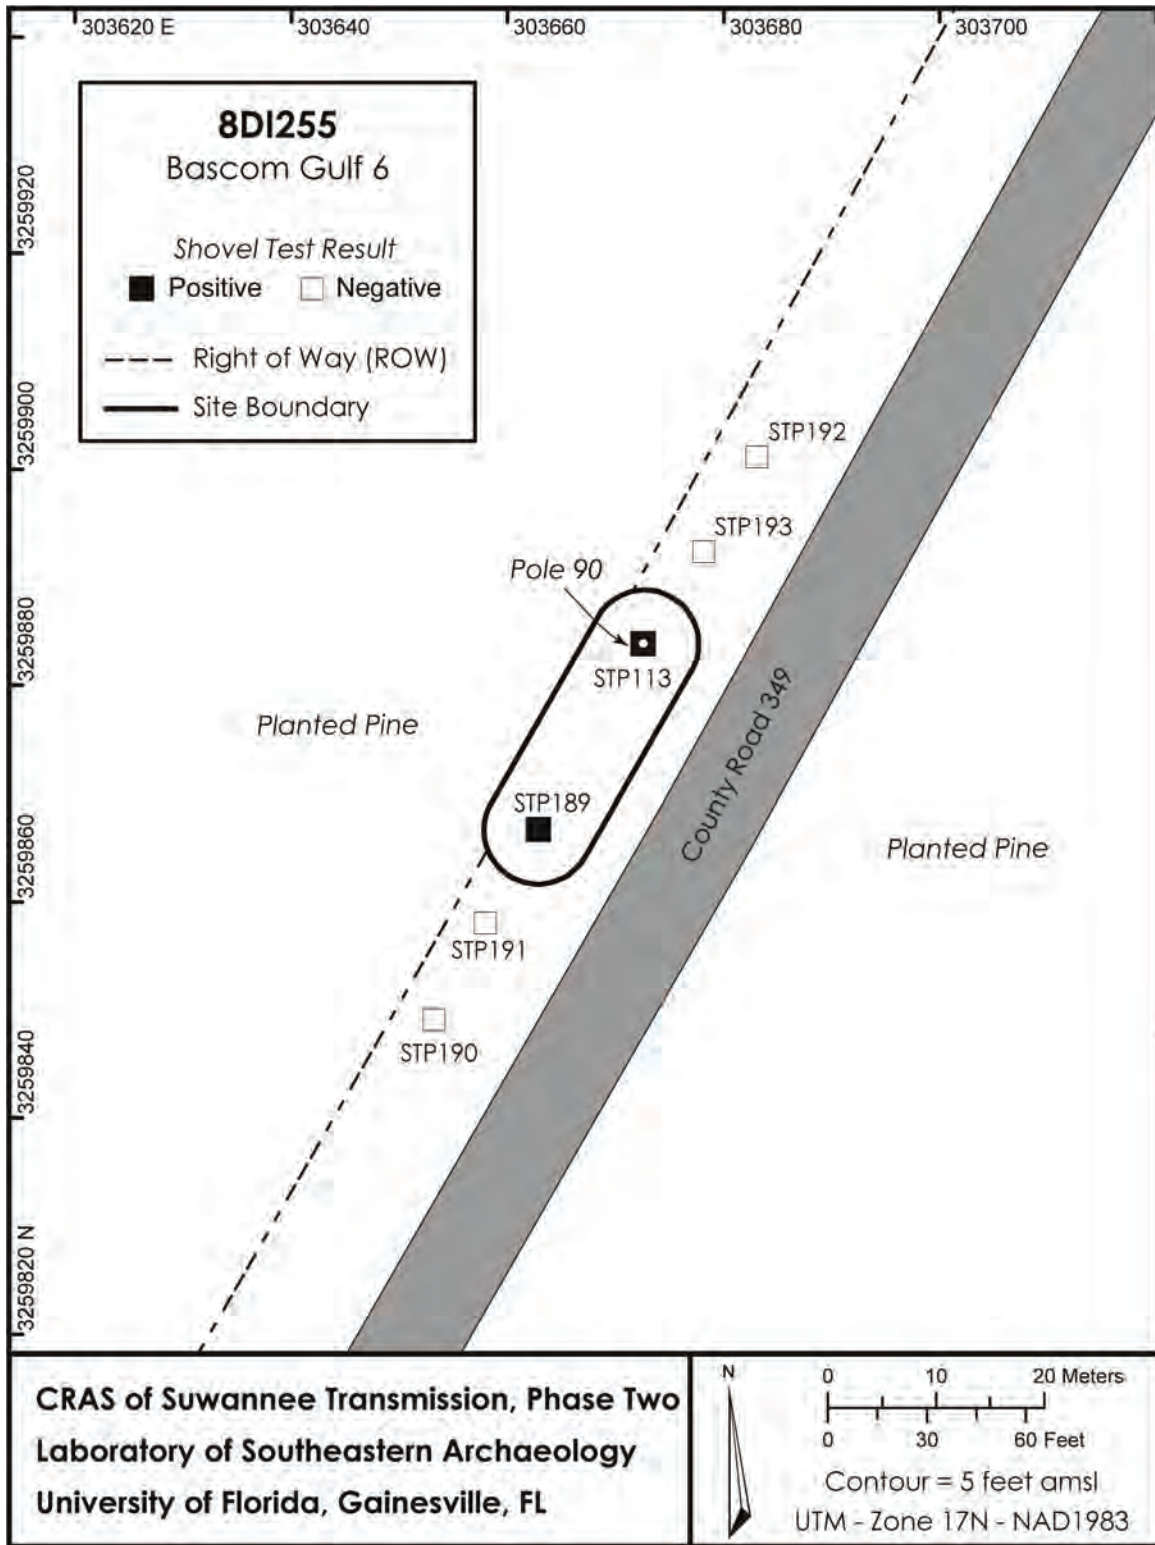 303620 E
303640
303660
303680
303700
8DI255
Bascom Gulf 6
Shovel Test Result
Positive
Negative
Right of Way (ROW)
Site Boundary
3259920
3259900
3259880
3259860
3259840
3259820 N
STP192
STP193
Pole 90
STP113
Planted Pine
County Road 349
STP189
Planted Pine
STP191
STP190
CRAS of Suwannee Transmission, Phase Two
Laboratory of Southeastern Archaeology
University of Florida, Gainesville, FL
N
0 10 20 Meters
0 30 60 Feet
Contour = 5 feet amsl
UTM - Zone 17N - NAD1983